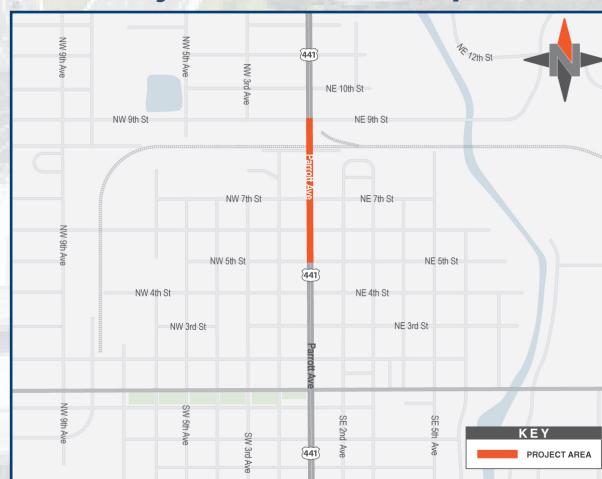 NW 9th Ave
NW 5th Ave
NW 3rd Ave
441
NE 12th St
N
NE 10th St
NW 9th St
NE 9th St
Parrott Ave
NW 7th St
NE 7th St
NW 9th Ave
NW 5th St
NE 5th St
441
NW 4th St
NE 4th St
NW 3rd St
NE 3rd St
Parrott Ave
NW 9th Ave
SW 5th Ave
SW 3rd Ave
SE 2nd Ave
SE 5th Ave
441
KEY
PROJECT AREA